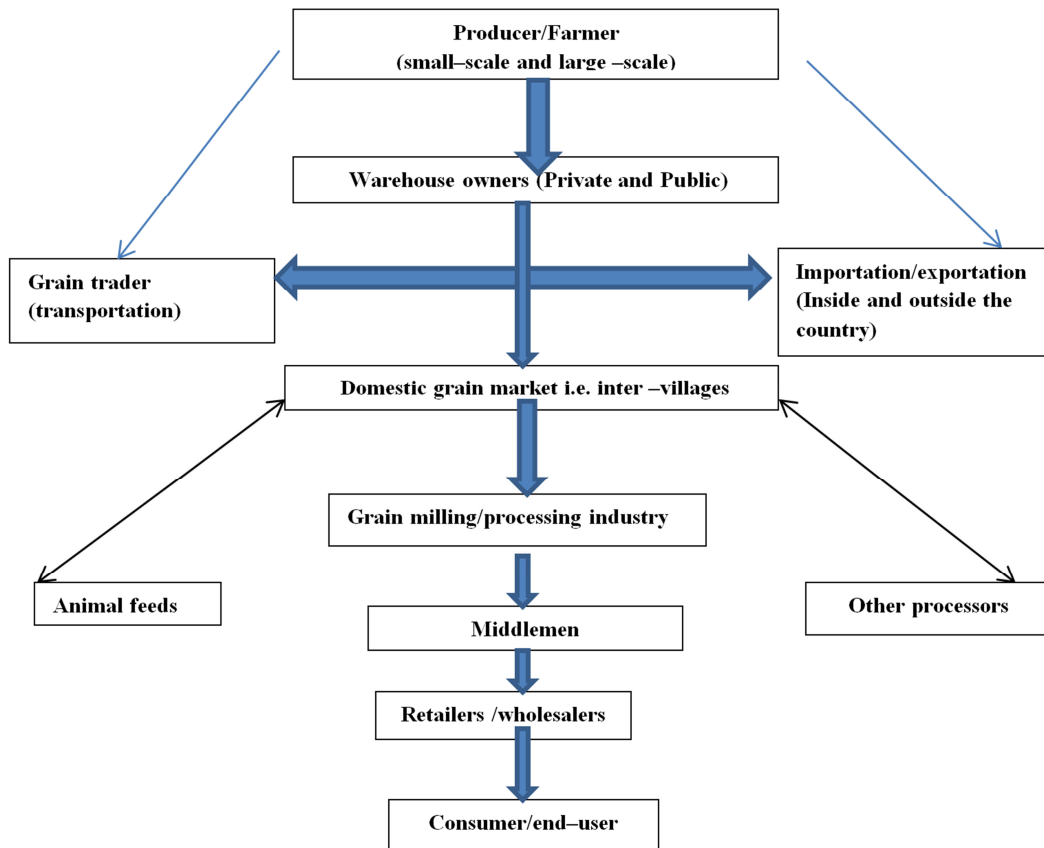 Producer/Farmer
(small–scale and large –scale)
Warehouse owners (Private and Public)
Grain trader
(transportation)
Importation/exportation
(Inside and outside the
country)
Domestic grain market i.e. inter –villages
Grain milling/processing industry
Animal feeds
Other processors
Middlemen
Retailers /wholesalers
Consumer/end–user